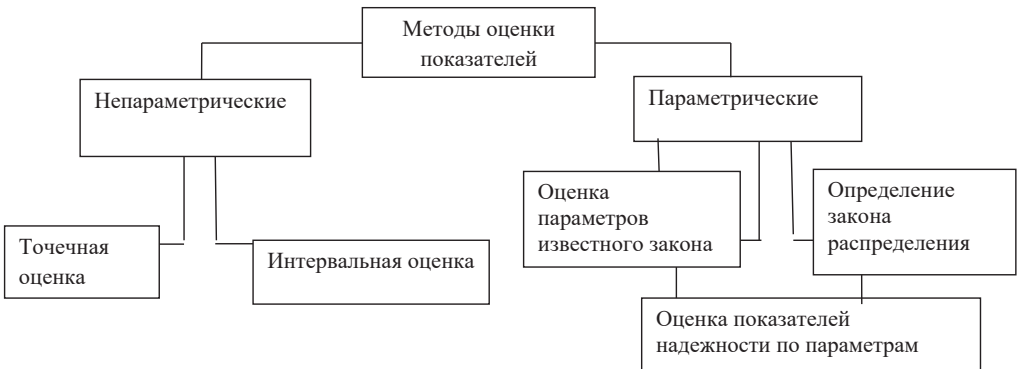 Методы оценки
показателей
Непараметрические
Параметрические
Точечная
оценка
Интервальная оценка
Оценка
параметров
известного закона
Определение
закона
распределения
Оценка показателей
надежности по параметрам